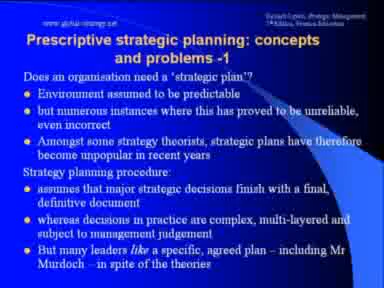 www.global-strategy.net
Richard Lynch, Strategic Management
Edition, Pearson Education
Prescriptive strategic planning: concepts
and problems -1
Does an organisation need a 'strategic plan'?
Environment assumed to be predictable
but numerous instances where this has proved to be unreliable,
even incorrect
Amongst some strategy theorists, strategic plans have therefore
become unpopular in recent years
Strategy planning procedure:
assumes that major strategic decisions finish with a final,
definitive document
whereas decisions in practice are complex, multi-layered and
subject to management judgement
But many leaders like a specific, agreed plan – including Mr
Murdoch – in spite of the theories